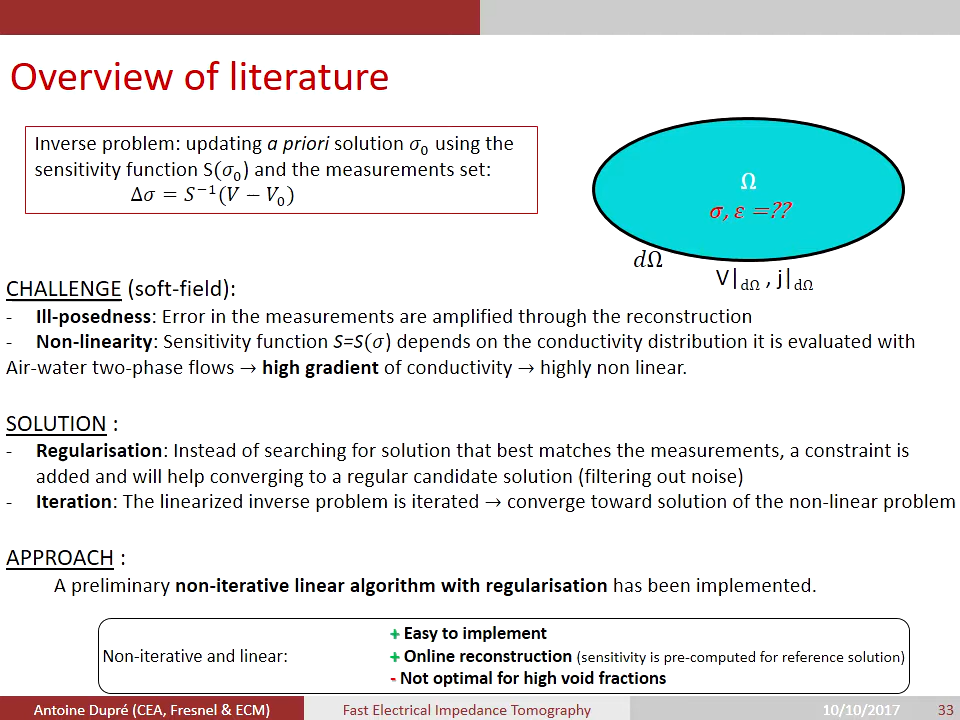 Overview of literature
Inverse problem: updating a priori solution σ₀ using the
sensitivity function S(σ₀) and the measurements set:
Δσ = S⁻¹(V − V₀)
Ω
σ, ε =??
dΩ
V|dΩ , j|dΩ
CHALLENGE (soft-field):
- Ill-posedness: Error in the measurements are amplified through the reconstruction
- Non-linearity: Sensitivity function S=S(σ) depends on the conductivity distribution it is evaluated with
Air-water two-phase flows → high gradient of conductivity → highly non linear.
SOLUTION :
- Regularisation: Instead of searching for solution that best matches the measurements, a constraint is
added and will help converging to a regular candidate solution (filtering out noise)
- Iteration: The linearized inverse problem is iterated → converge toward solution of the non-linear problem
APPROACH :
A preliminary non-iterative linear algorithm with regularisation has been implemented.
+ Easy to implement
Non-iterative and linear: + Online reconstruction (sensitivity is pre-computed for reference solution)
- Not optimal for high void fractions
Antoine Dupré (CEA, Fresnel & ECM) Fast Electrical Impedance Tomography 10/10/2017 33